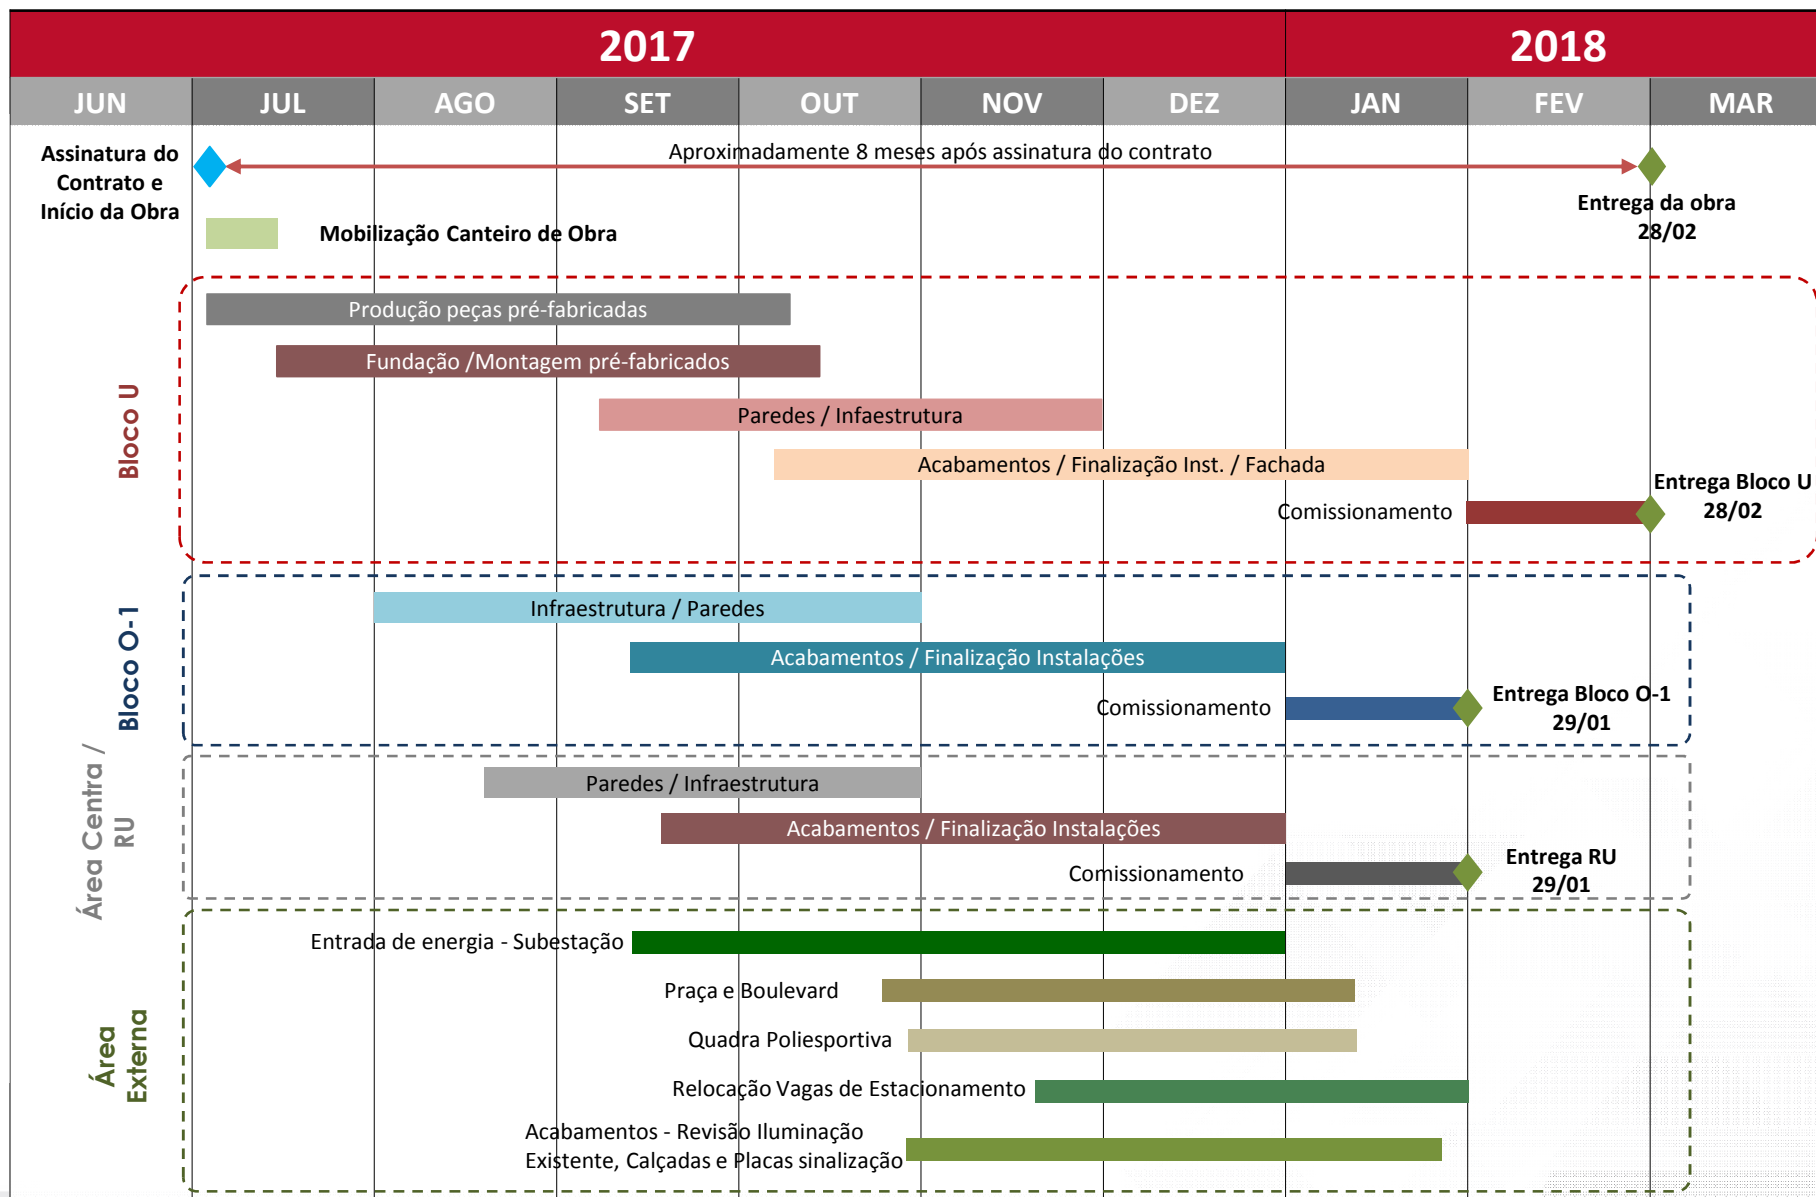 2017
2018
JUN
JUL
AGO
SET
OUT
NOV
DEZ
JAN
FEV
MAR
Assinatura do
Contrato e
Início da Obra
Aproximadamente 8 meses após assinatura do contrato
Entrega da obra
28/02
Mobilização Canteiro de Obra
Bloco U
Produção peças pré-fabricadas
Fundação /Montagem pré-fabricados
Paredes / Infaestrutura
Acabamentos / Finalização Inst. / Fachada
Comissionamento
Entrega Bloco U
28/02
Bloco O-1
Infraestrutura / Paredes
Acabamentos / Finalização Instalações
Comissionamento
Entrega Bloco O-1
29/01
Área Centra /
RU
Paredes / Infraestrutura
Acabamentos / Finalização Instalações
Comissionamento
Entrega RU
29/01
Área
Externa
Entrada de energia - Subestação
Praça e Boulevard
Quadra Poliesportiva
Relocação Vagas de Estacionamento
Acabamentos - Revisão Iluminação
Existente, Calçadas e Placas sinalização